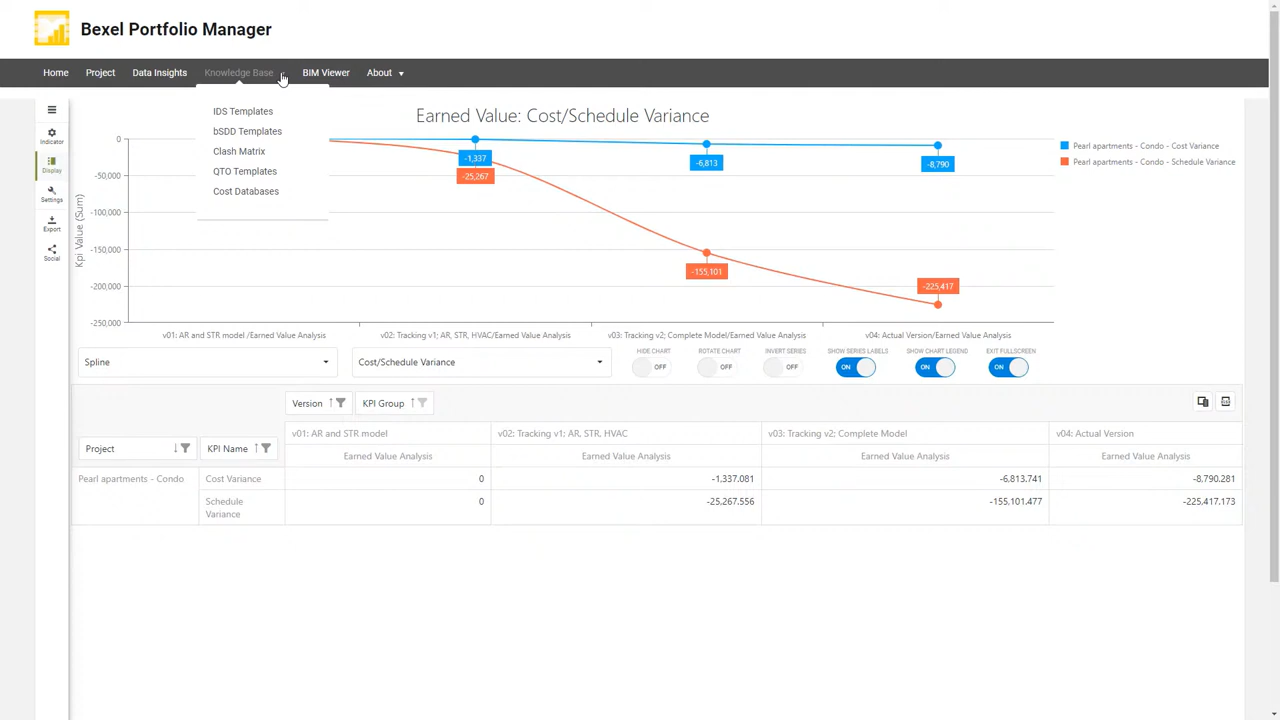 Bexel Portfolio Manager
Home Project Data Insights Knowledge Base BIM Viewer About
IDS Templates
bSDD Templates
Clash Matrix
QTO Templates
Cost Databases
Indicator
Display
Settings
Export
Social
Earned Value: Cost/Schedule Variance
Kpi Value (Sum)
0
-50,000
-100,000
-150,000
-200,000
-250,000
-1,337
-25,267
-6,813
-155,101
-8,790
-225,417
Pearl apartments - Condo - Cost Variance
Pearl apartments - Condo - Schedule Variance
v01: AR and STR model /Earned Value Analysis
v02: Tracking v1; AR, STR, HVAC/Earned Value Analysis
v03: Tracking v2; Complete Model/Earned Value Analysis
v04: Actual Version/Earned Value Analysis
Spline
Cost/Schedule Variance
HIDE CHART
OFF
ROTATE CHART
OFF
INVERT SERIES
OFF
SHOW SERIES LABELS
ON
SHOW CHART LEGEND
ON
EXIT FULLSCREEN
ON
Version KPI Group
Project KPI Name
v01: AR and STR model v02: Tracking v1; AR, STR, HVAC v03: Tracking v2; Complete Model v04: Actual Version
Earned Value Analysis Earned Value Analysis Earned Value Analysis Earned Value Analysis
Pearl apartments - Condo Cost Variance 0 -1,337.081 -6,813.741 -8,790.281
Schedule Variance 0 -25,267.556 -155,101.477 -225,417.173